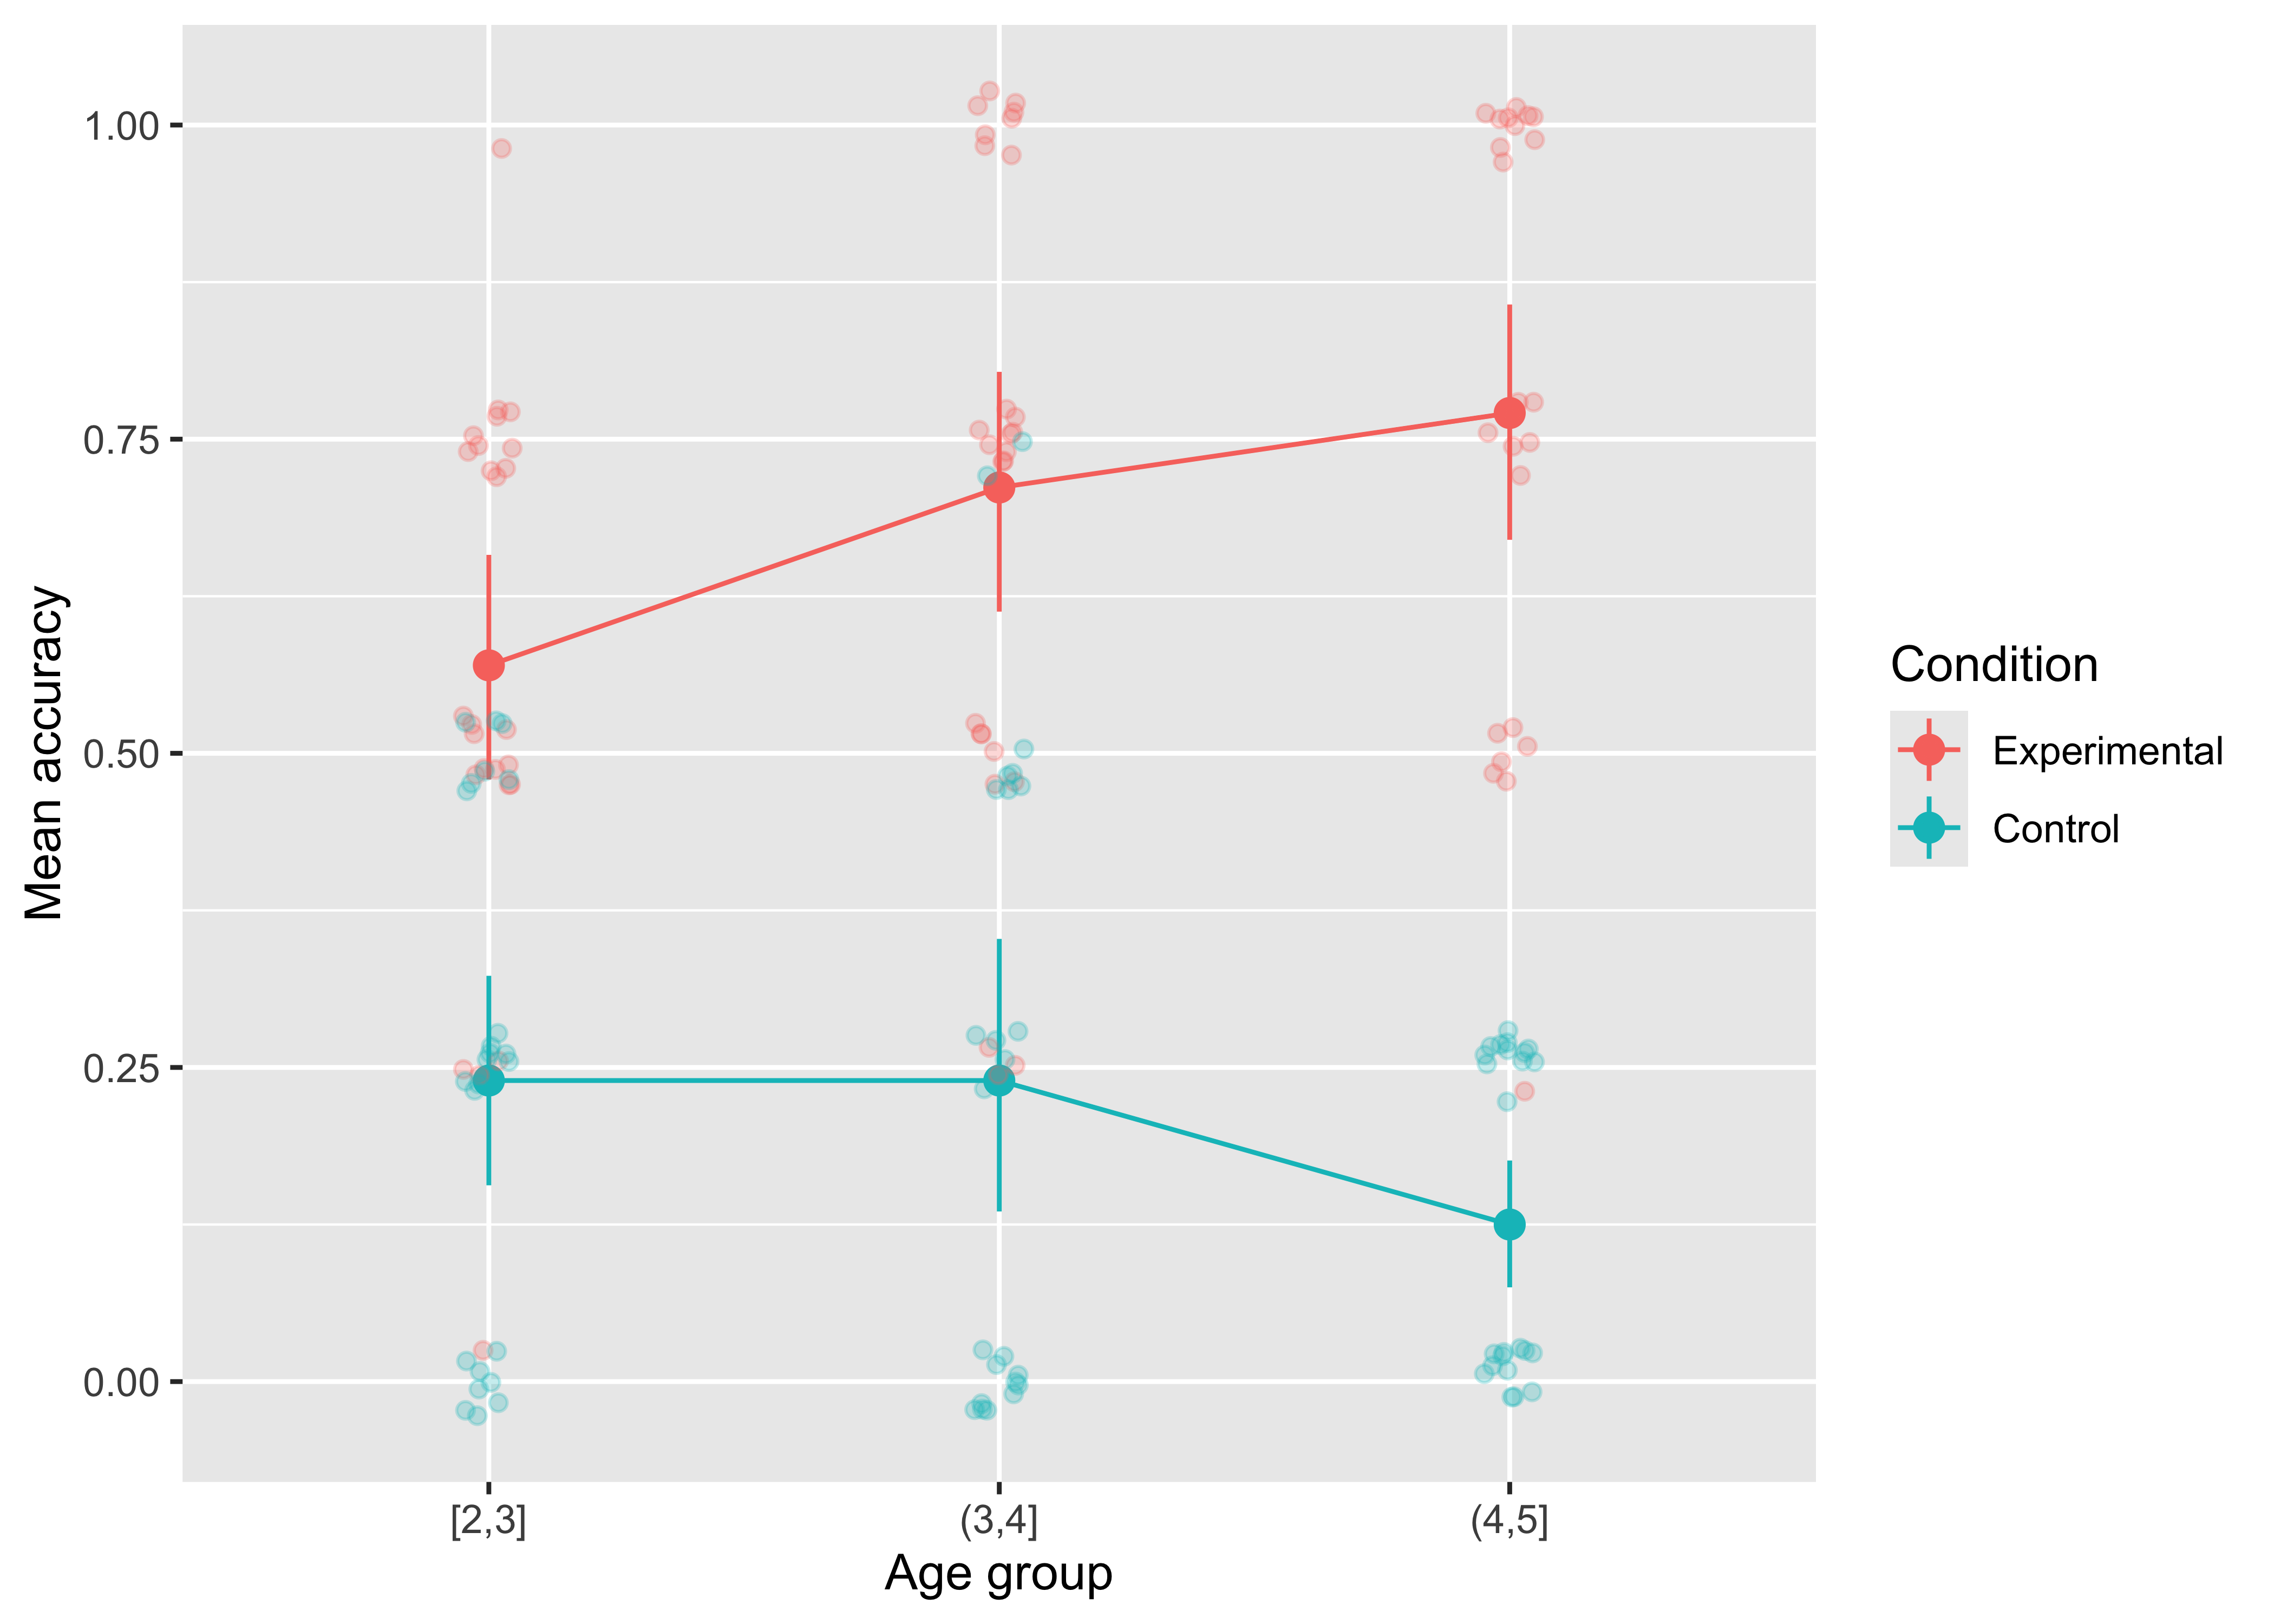 Mean accuracy
1.00
0.75
0.50
0.25
0.00
[2,3]
(3,4]
(4,5]
Age group
Condition
Experimental
Control